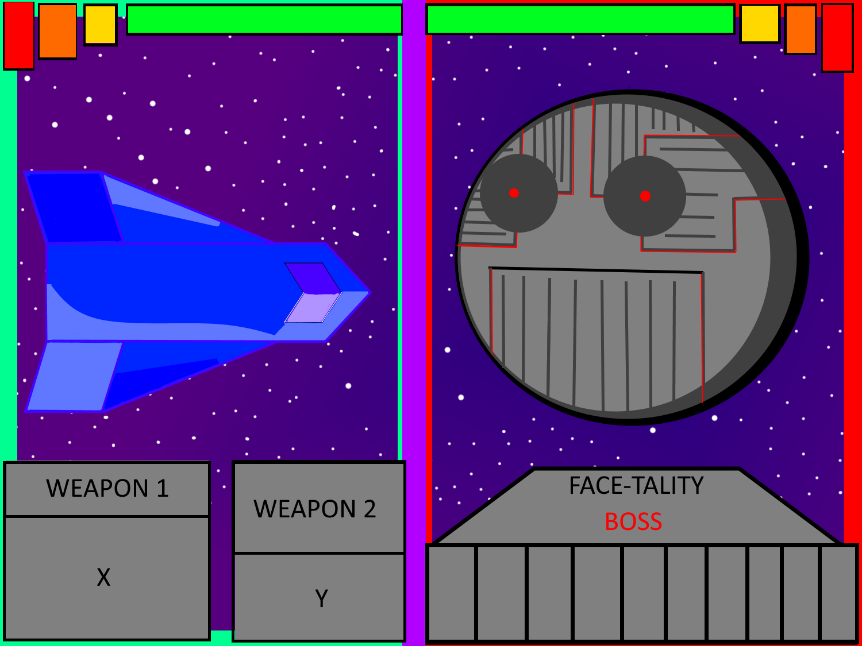 WEAPON 1
X
WEAPON 2
Y
FACE-TALITY
BOSS